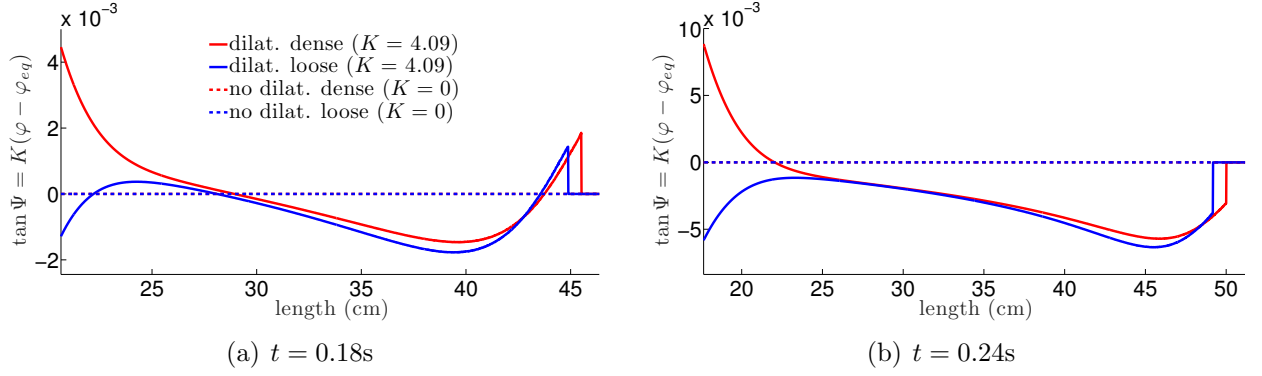 x 10⁻³
4
2
0
−2
tan Ψ = K(φ − φ_eq)
dilat. dense (K = 4.09)
dilat. loose (K = 4.09)
no dilat. dense (K = 0)
no dilat. loose (K = 0)
25 30 35 40 45
length (cm)
(a) t = 0.18s
x 10⁻³
10
5
0
−5
tan Ψ = K(φ − φ_eq)
20 25 30 35 40 45 50
length (cm)
(b) t = 0.24s